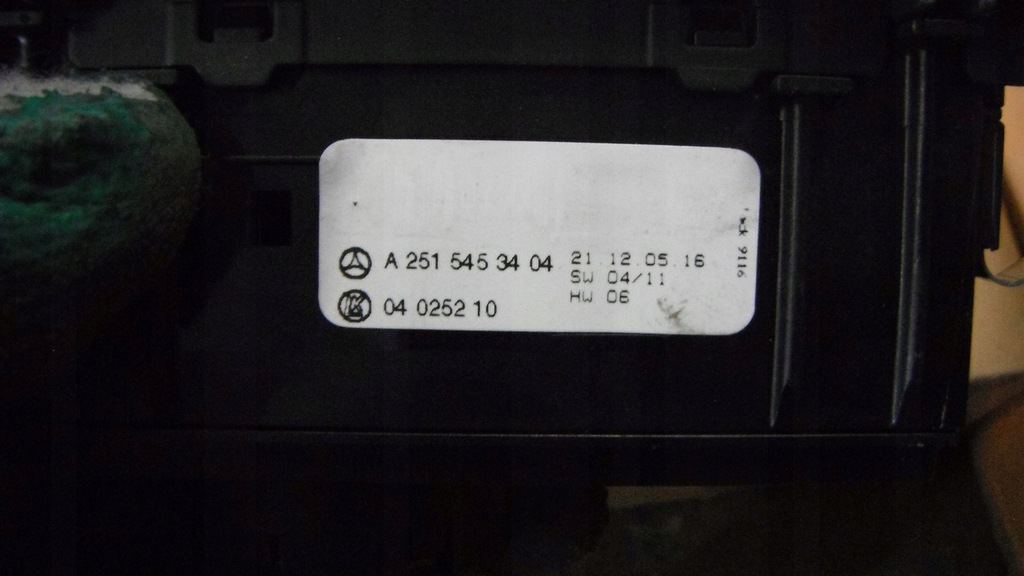 A 251 545 34 04
04 0252 10
21.12.05.16
SW 04/11
HW 06
9116